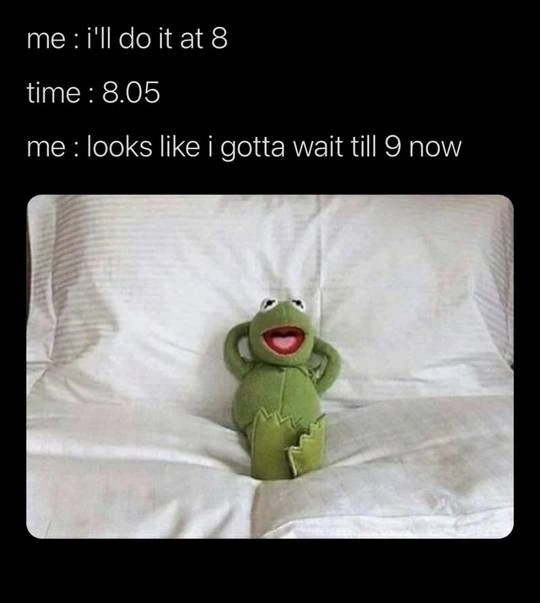 me : i'll do it at 8
time : 8.05
me : looks like i gotta wait till 9 now